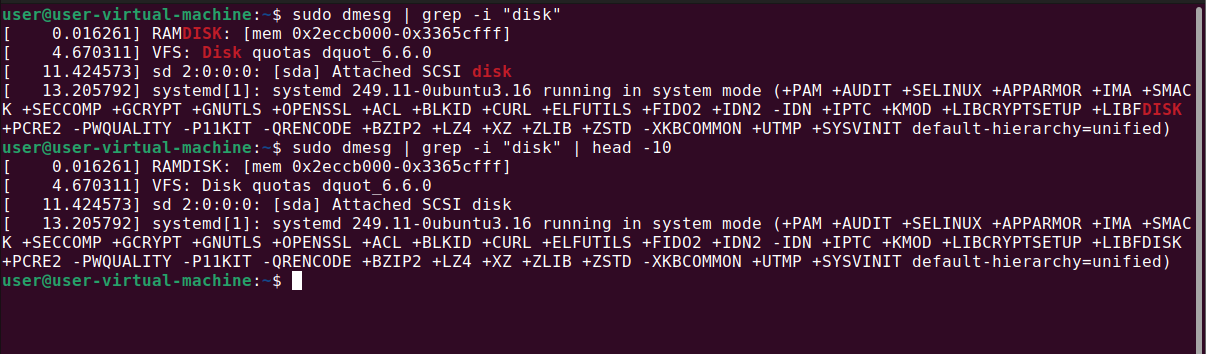 user@user-virtual-machine:~$ sudo dmesg | grep -i "disk"
[    0.016261] RAMDISK: [mem 0x2eccb000-0x3365cfff]
[    4.670311] VFS: Disk quotas dquot_6.6.0
[   11.424573] sd 2:0:0:0: [sda] Attached SCSI disk
[   13.205792] systemd[1]: systemd 249.11-0ubuntu3.16 running in system mode (+PAM +AUDIT +SELINUX +APPARMOR +IMA +SMAC
K +SECCOMP +GCRYPT +GNUTLS +OPENSSL +ACL +BLKID +CURL +ELFUTILS +FIDO2 +IDN2 -IDN +IPTC +KMOD +LIBCRYPTSETUP +LIBFDISK
+PCRE2 -PWQUALITY -P11KIT -QRENCODE +BZIP2 +LZ4 +XZ +ZLIB +ZSTD -XKBCOMMON +UTMP +SYSVINIT default-hierarchy=unified)
user@user-virtual-machine:~$ sudo dmesg | grep -i "disk" | head -10
[    0.016261] RAMDISK: [mem 0x2eccb000-0x3365cfff]
[    4.670311] VFS: Disk quotas dquot_6.6.0
[   11.424573] sd 2:0:0:0: [sda] Attached SCSI disk
[   13.205792] systemd[1]: systemd 249.11-0ubuntu3.16 running in system mode (+PAM +AUDIT +SELINUX +APPARMOR +IMA +SMAC
K +SECCOMP +GCRYPT +GNUTLS +OPENSSL +ACL +BLKID +CURL +ELFUTILS +FIDO2 +IDN2 -IDN +IPTC +KMOD +LIBCRYPTSETUP +LIBFDISK
+PCRE2 -PWQUALITY -P11KIT -QRENCODE +BZIP2 +LZ4 +XZ +ZLIB +ZSTD -XKBCOMMON +UTMP +SYSVINIT default-hierarchy=unified)
user@user-virtual-machine:~$